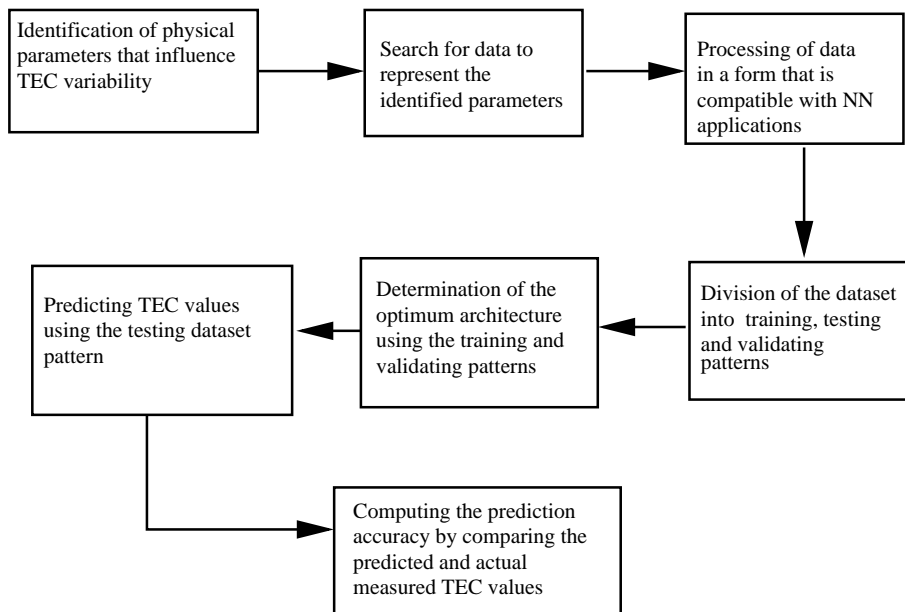 Identification of physical
parameters that influence
TEC variability
Search for data to
represent the
identified parameters
Processing of data
in a form that is
compatible with NN
applications
Division of the dataset
into training, testing
and validating
patterns
Determination of the
optimum architecture
using the training and
validating patterns
Predicting TEC values
using the testing dataset
pattern
Computing the prediction
accuracy by comparing the
predicted and actual
measured TEC values